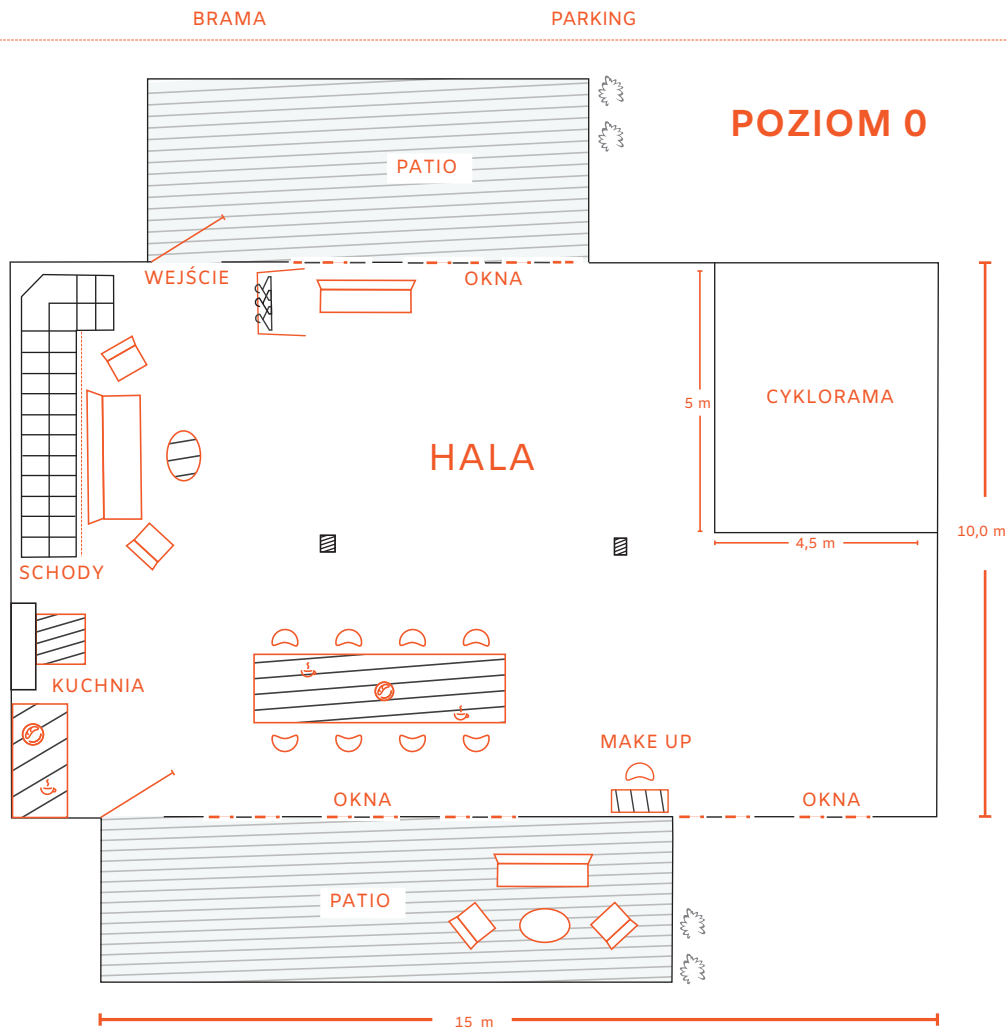 BRAMA
PARKING
POZIOM 0
PATIO
WEJŚCIE
OKNA
5 m
CYKLORAMA
HALA
10,0 m
4,5 m
SCHODY
KUCHNIA
MAKE UP
OKNA
OKNA
PATIO
15 m